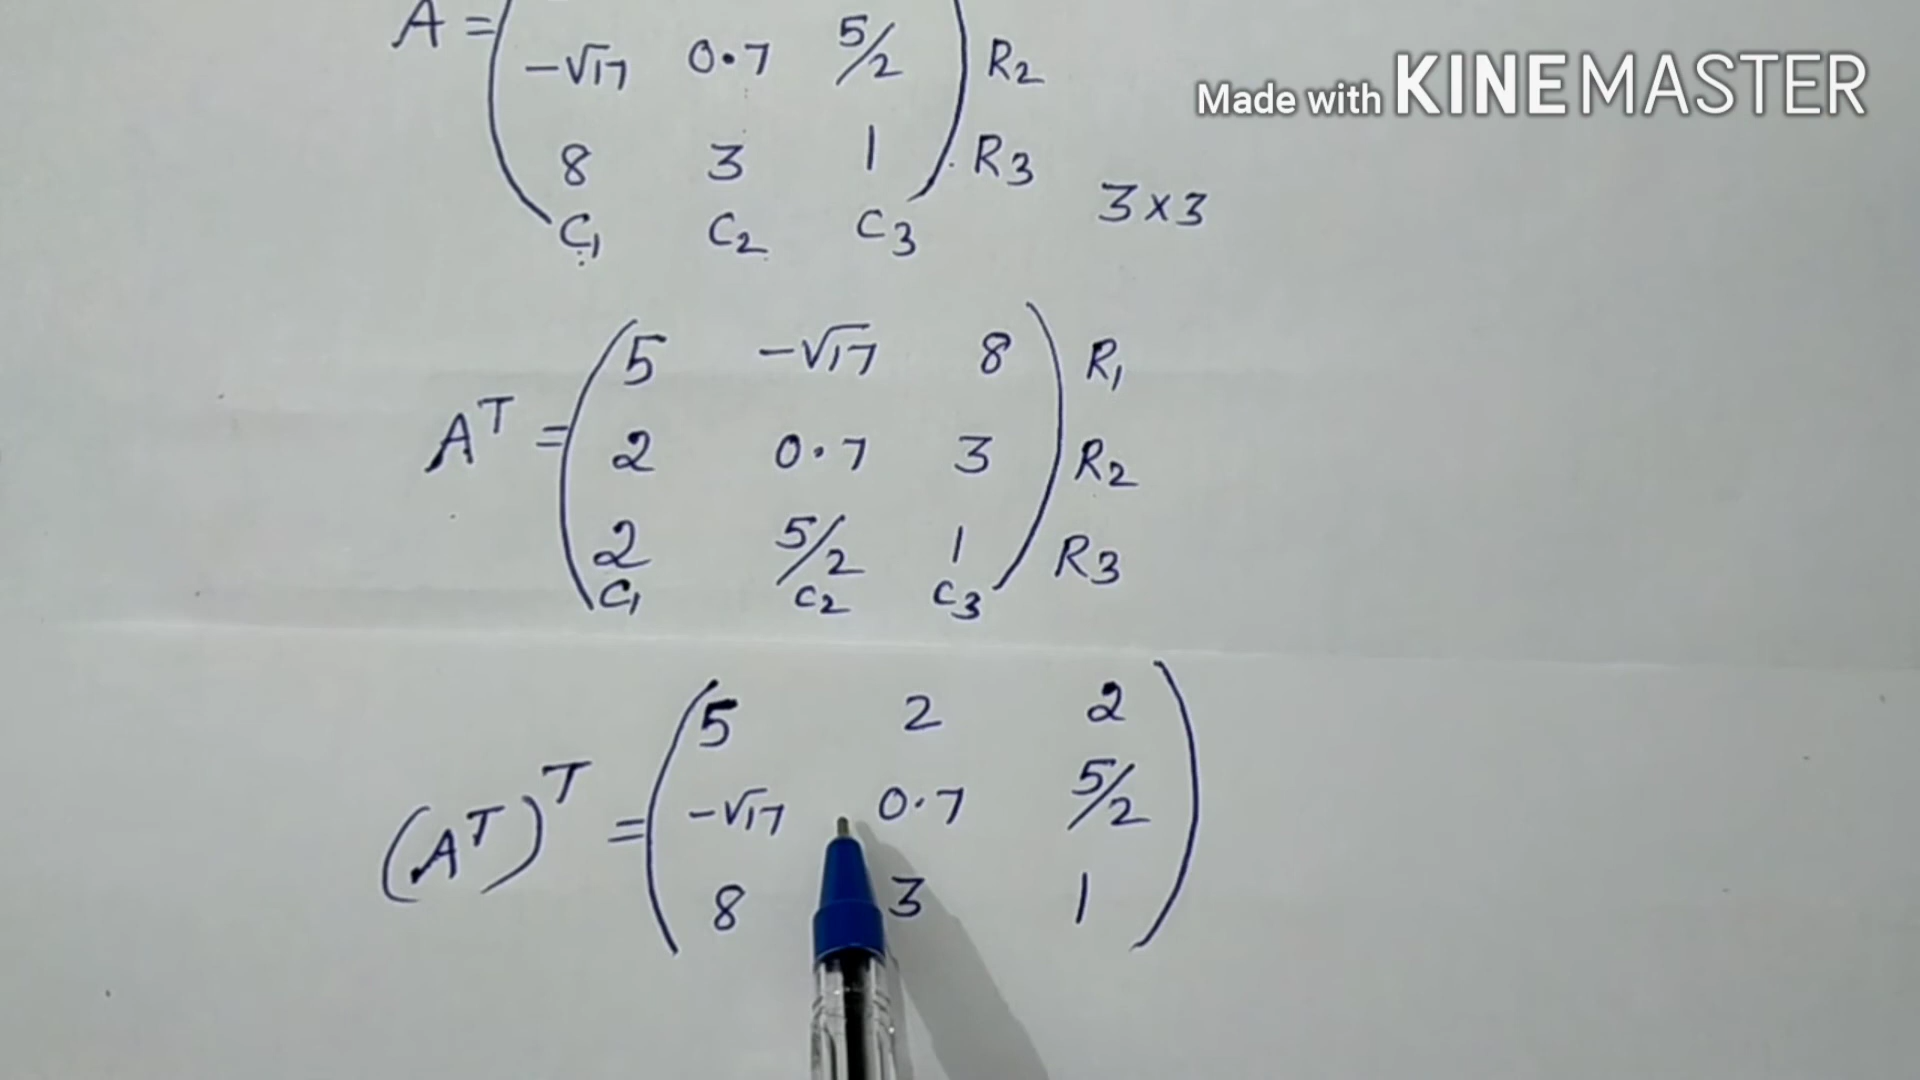 A =
-√17 0.7 5/2 R2
8 3 1 R3
C1 C2 C3
3×3
Made with KINEMASTER
5 -√17 8 R1
A^T = 2 0.7 3 R2
2 5/2 1 R3
C1 C2 C3
5 2 2
(A^T)^T = -√17 0.7 5/2
8 3 1